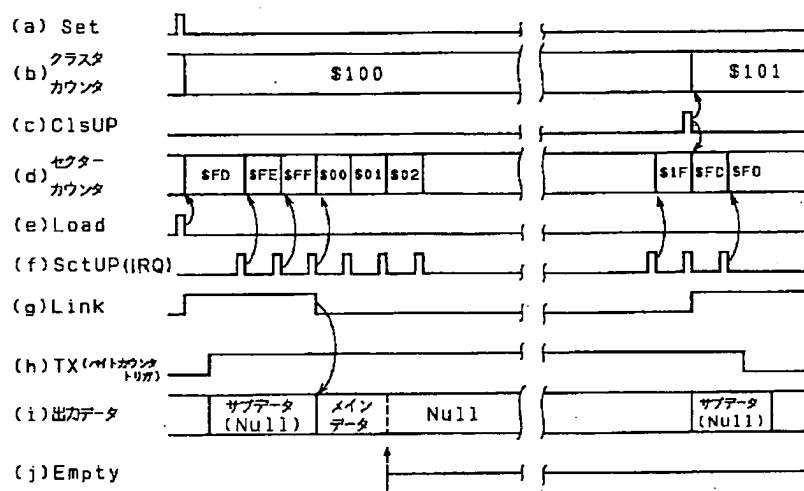 (a) Set
(b) クラスタ カウンタ $100 $101
(c) ClsUP
(d) セクター カウンタ $FD $FE $FF $00 $01 $02 $1F $FC $FD
(e) Load
(f) SctUP(IRQ)
(g) Link
(h) TX(バイトカウンタ トリガ)
(i) 出力データ サブデータ (Null) メイン データ Null サブデータ (Null)
(j) Empty